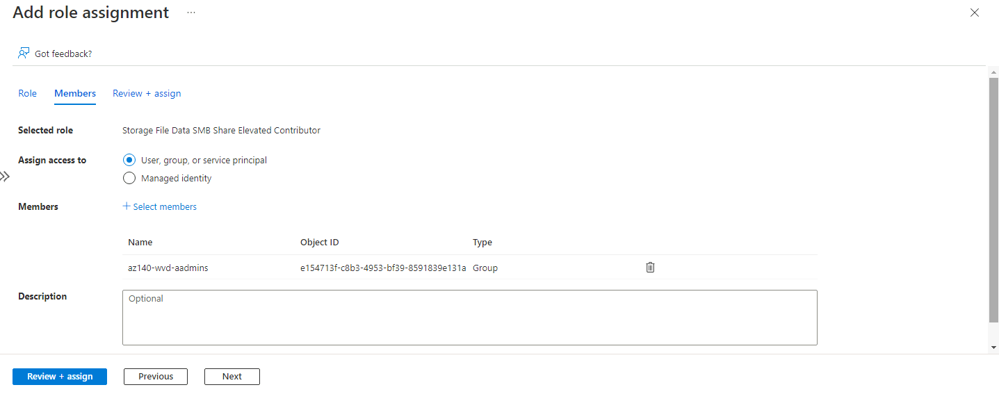 Add role assignment ...
Got feedback?
Role Members Review + assign
Selected role Storage File Data SMB Share Elevated Contributor
Assign access to User, group, or service principal
Managed identity
Members + Select members
Name Object ID Type
az140-wvd-aadmins e154713f-c8b3-4953-bf39-8591839e131a Group
Description Optional
Review + assign Previous Next